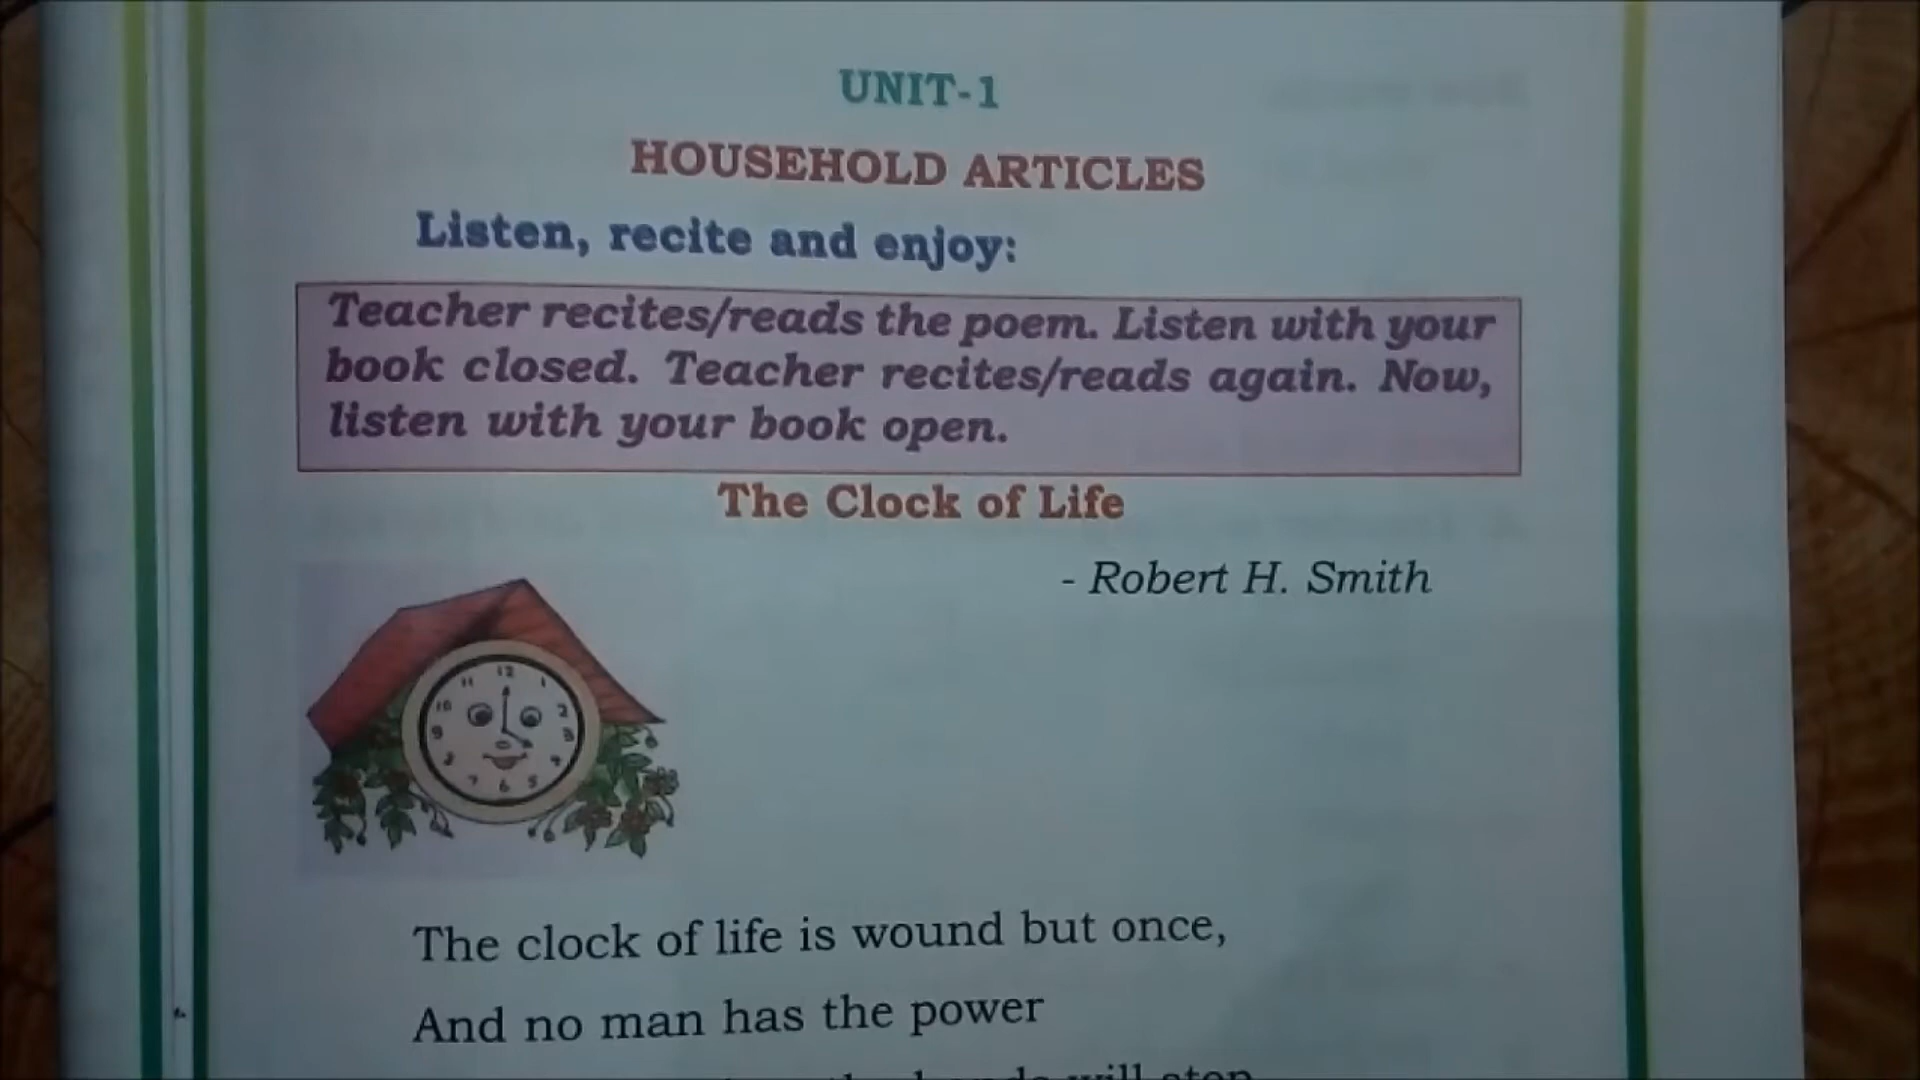 UNIT-1
HOUSEHOLD ARTICLES
Listen, recite and enjoy:
Teacher recites/reads the poem. Listen with your
book closed. Teacher recites/reads again. Now,
listen with your book open.
The Clock of Life
- Robert H. Smith
The clock of life is wound but once,
And no man has the power
will stop